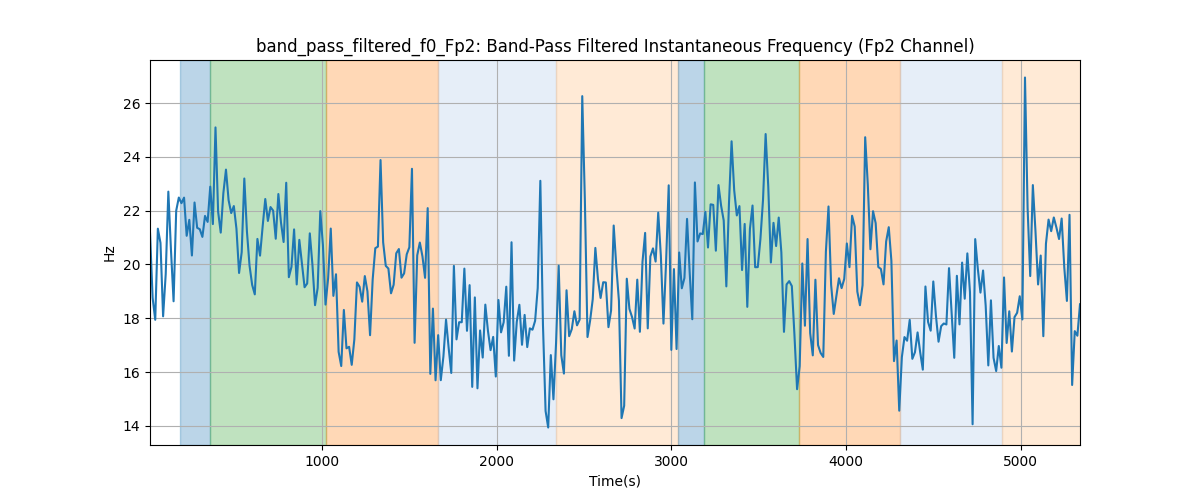 band_pass_filtered_f0_Fp2: Band-Pass Filtered Instantaneous Frequency (Fp2 Channel)
26
24
22
20
18
16
14
Hz
1000 2000 3000 4000 5000
Time(s)